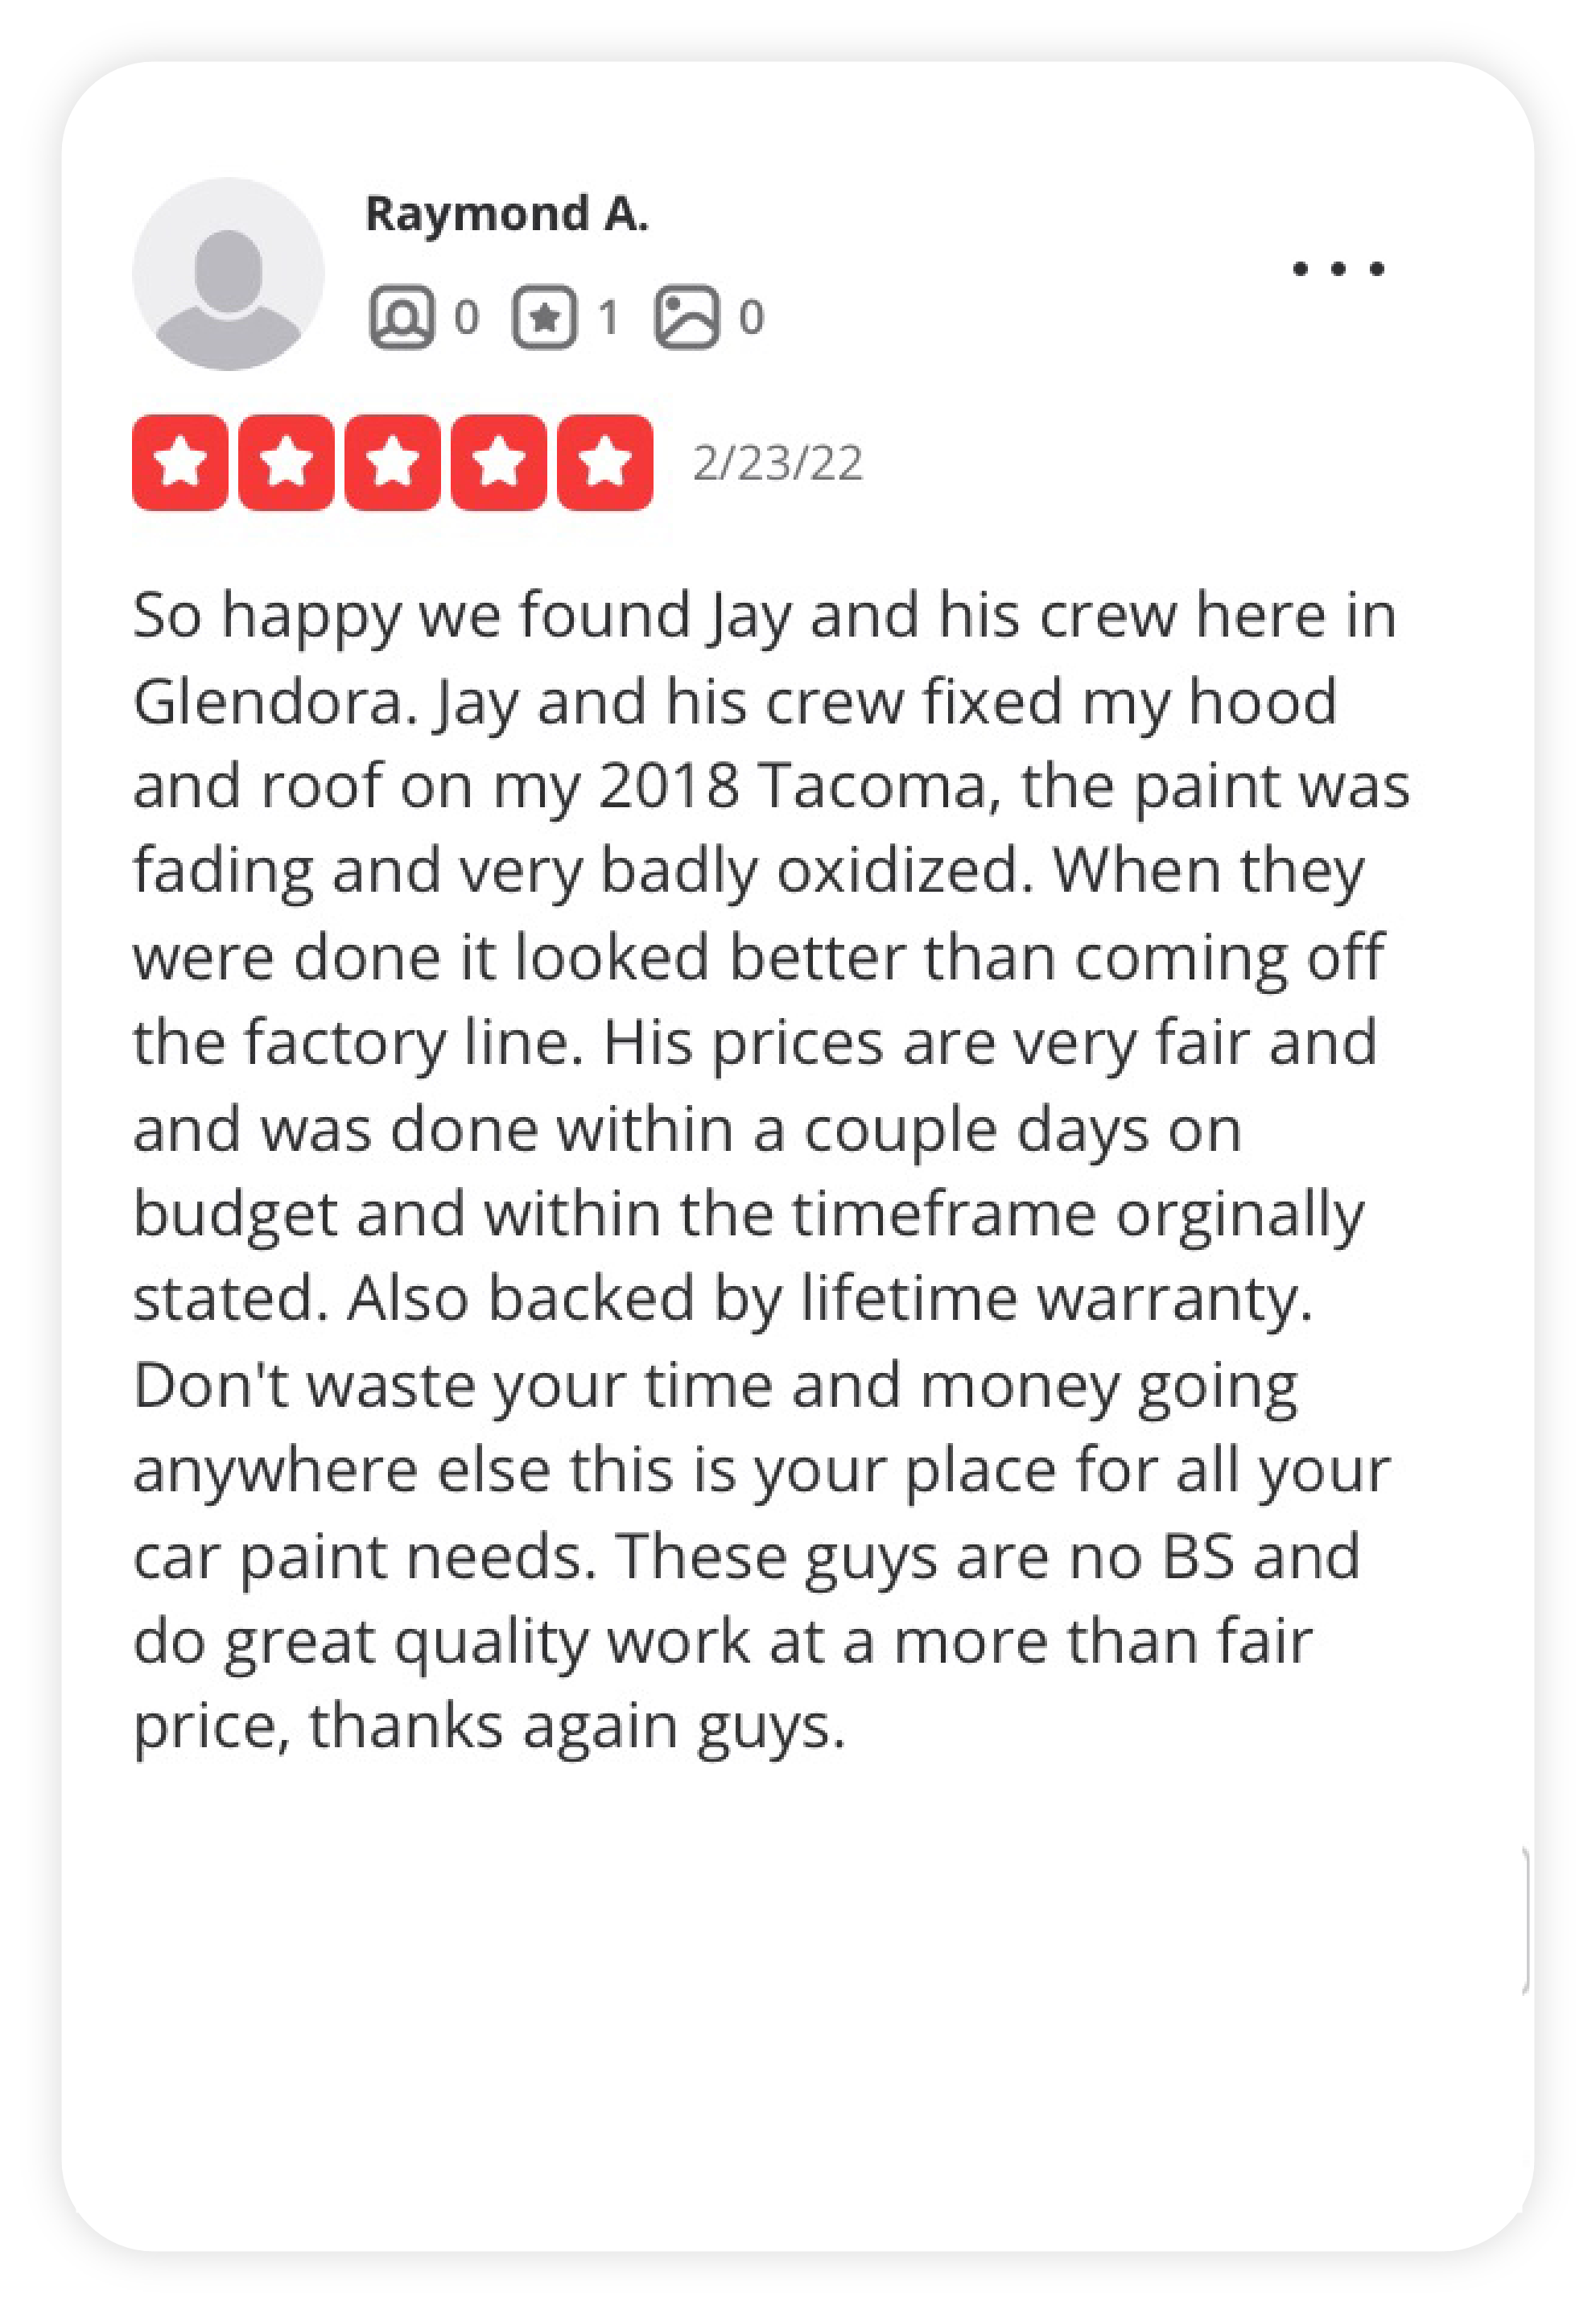 Raymond A.
0 1 0
2/23/22
So happy we found Jay and his crew here in
Glendora. Jay and his crew fixed my hood
and roof on my 2018 Tacoma, the paint was
fading and very badly oxidized. When they
were done it looked better than coming off
the factory line. His prices are very fair and
and was done within a couple days on
budget and within the timeframe orginally
stated. Also backed by lifetime warranty.
Don't waste your time and money going
anywhere else this is your place for all your
car paint needs. These guys are no BS and
do great quality work at a more than fair
price, thanks again guys.